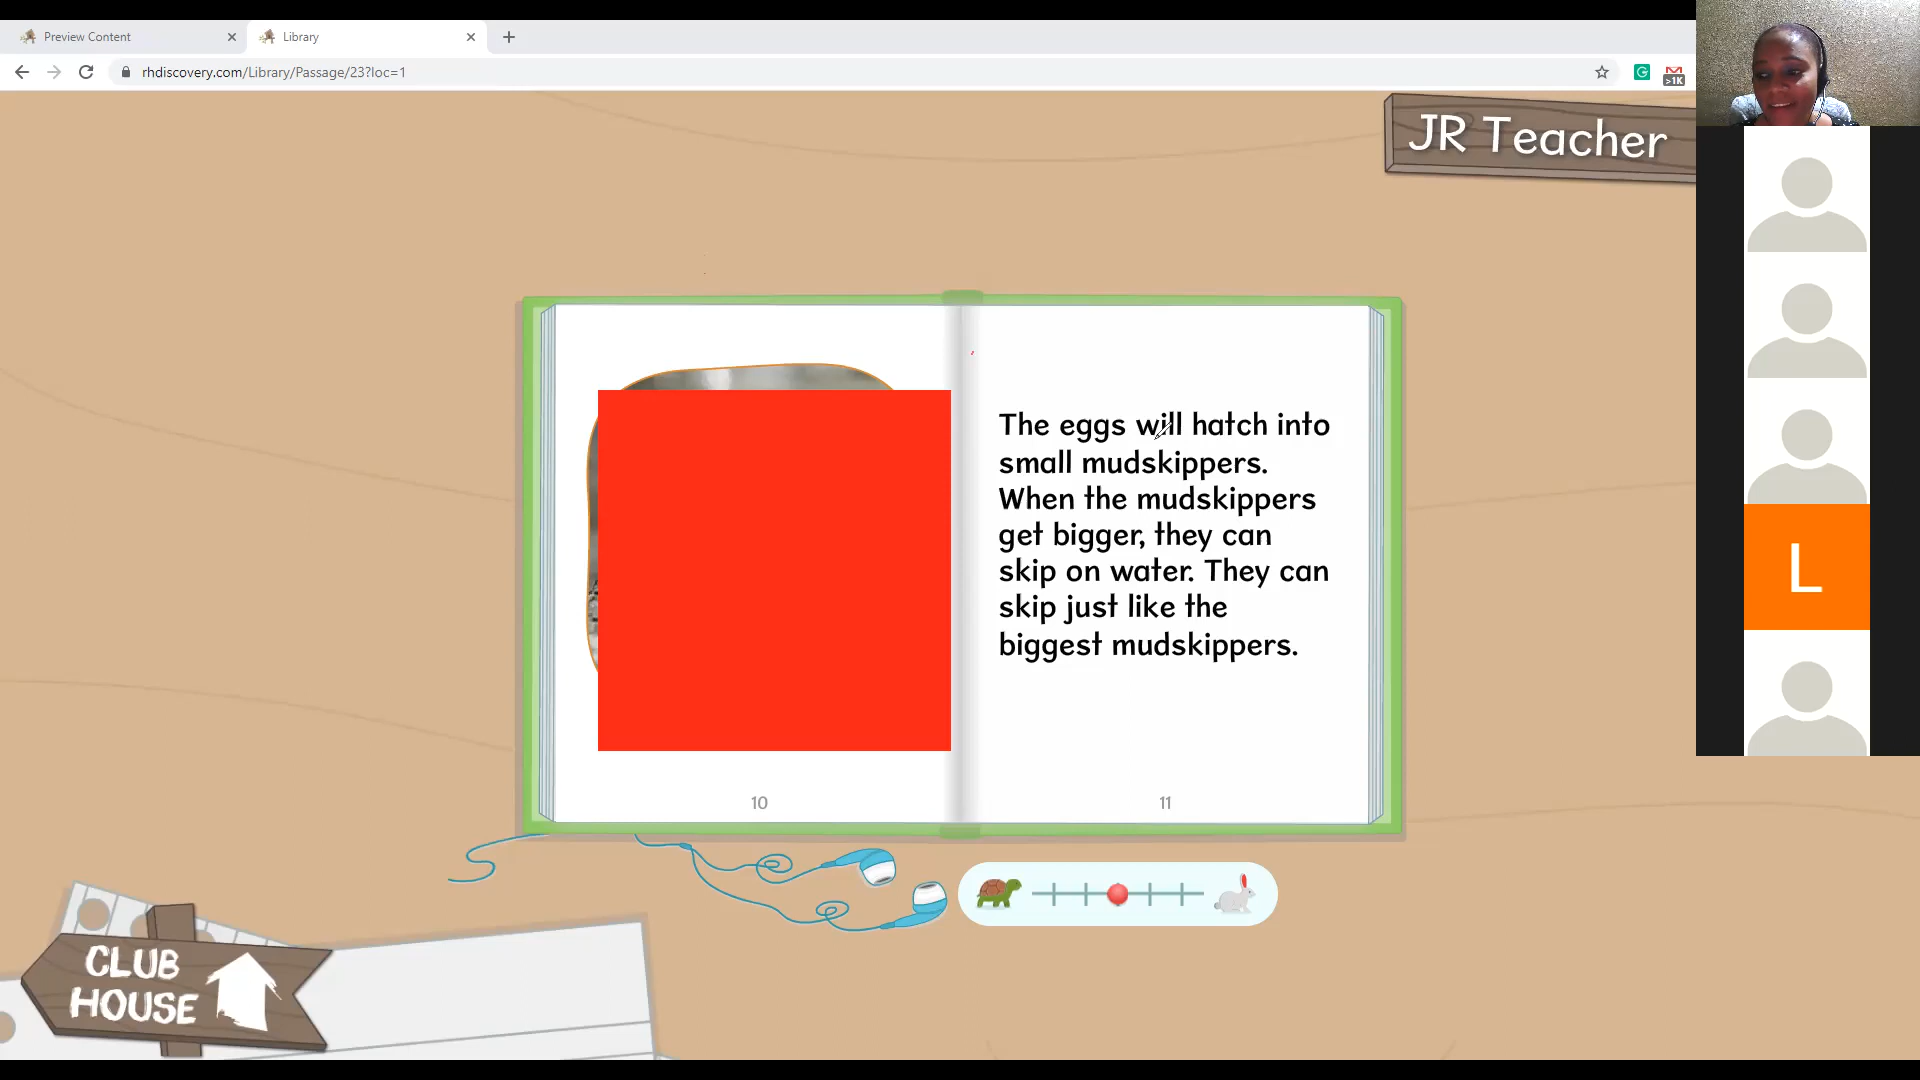 Preview Content
Library
rhdiscovery.com/Library/Passage/23?loc=1
>1K
JR Teacher
The eggs will hatch into
small mudskippers.
When the mudskippers
get bigger, they can
skip on water. They can
skip just like the
biggest mudskippers.
10
11
L
CLUB
HOUSE